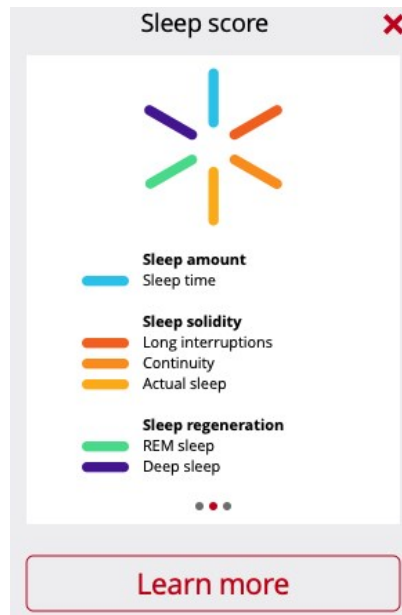 Sleep score
Sleep amount
Sleep time
Sleep solidity
Long interruptions
Continuity
Actual sleep
Sleep regeneration
REM sleep
Deep sleep
Learn more